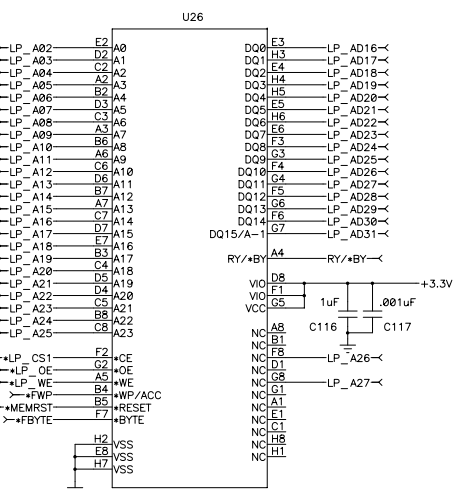 U26
LP_A02 E2 A0 DQ0 E3 LP_AD16
LP_A03 D2 A1 DQ1 H3 LP_AD17
LP_A04 C2 A2 DQ2 E4 LP_AD18
LP_A05 A2 A3 DQ3 H4 LP_AD19
LP_A06 B2 A4 DQ4 H5 LP_AD20
LP_A07 D3 A5 DQ5 E5 LP_AD21
LP_A08 C3 A6 DQ6 H6 LP_AD22
LP_A09 A3 A7 DQ7 E6 LP_AD23
LP_A10 B6 A8 DQ8 F3 LP_AD24
LP_A11 A6 A9 DQ9 G3 LP_AD25
LP_A12 C6 A10 DQ10 F4 LP_AD26
LP_A13 D6 A11 DQ11 G4 LP_AD27
LP_A14 B7 A12 DQ12 F5 LP_AD28
LP_A15 A7 A13 DQ13 G6 LP_AD29
LP_A16 C7 A14 DQ14 F6 LP_AD30
LP_A17 D7 A15 DQ15/A-1 G7 LP_AD31
LP_A18 E7 A16
LP_A19 B3 A17 RY/*BY A4 RY/*BY
LP_A20 C4 A18
LP_A21 D5 A19 VIO D8 +3.3V
LP_A22 D4 A20 VIO F1
LP_A23 C5 A21 VCC G5 1uF .001uF
LP_A24 B8 A22
LP_A25 C8 A23 NC A8 C116 C117
NC B1
*LP_CS1 F2 *CE NC F8 LP_A26
*LP_OE G2 *OE NC D1
*LP_WE A5 *WE NC G8 LP_A27
*FWP B4 *WP/ACC NC G1
*MEMRST B5 *RESET NC A1
*FBYTE F7 *BYTE NC E1
NC C1
H2 VSS NC H8
E8 VSS NC H1
H7 VSS